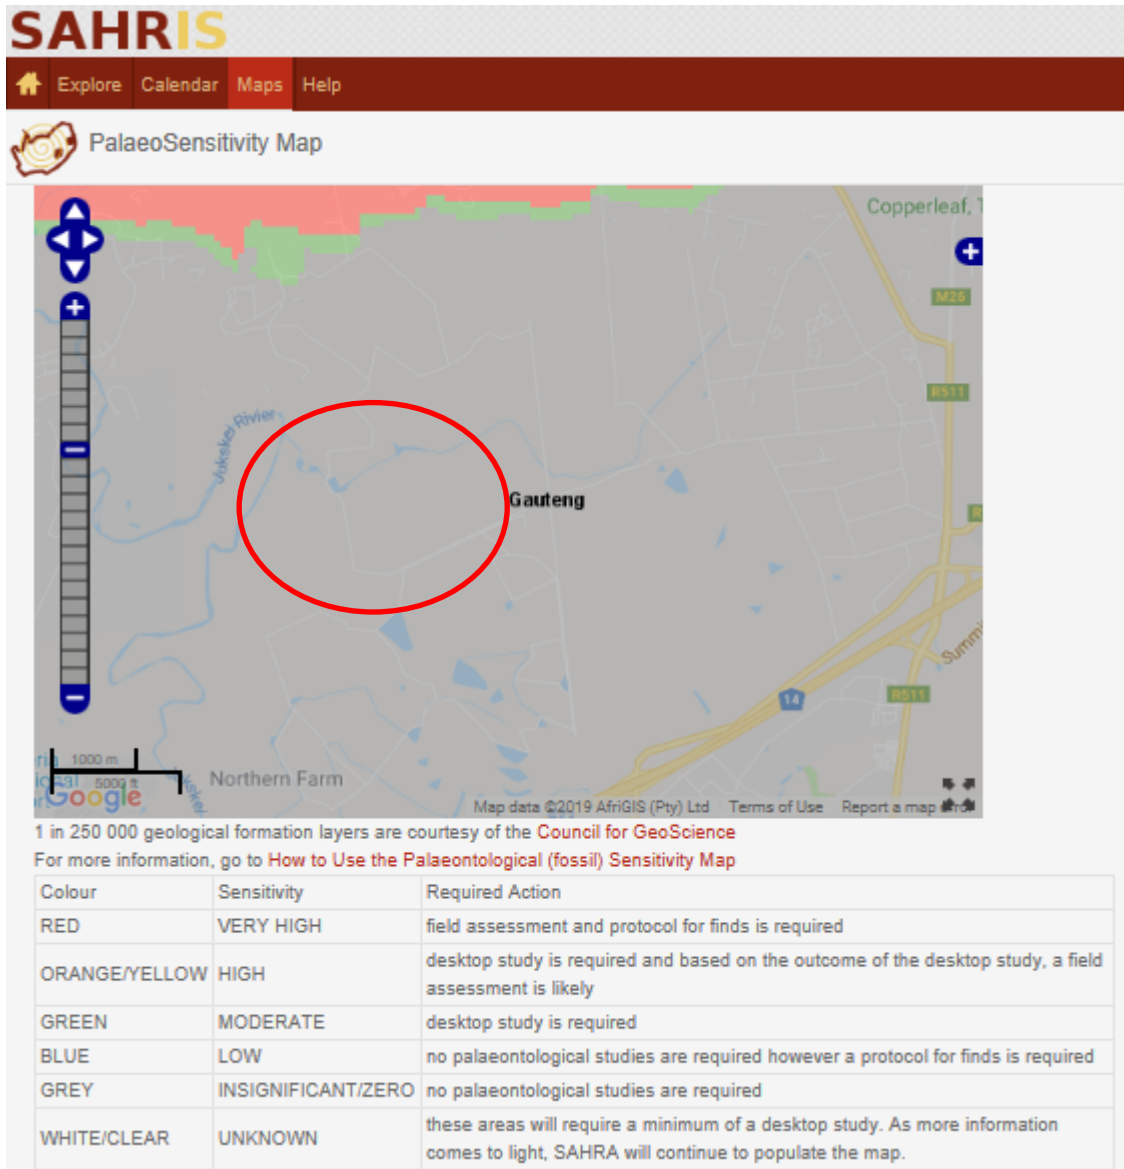 SAHRIS
Explore Calendar Maps Help
PalaeoSensitivity Map
Copperleaf,
M26
R511
Jukskei Rivier
Gauteng
14
R511
1000 m
5000 ft
Northern Farm
Google
Map data ©2019 AfriGIS (Pty) Ltd Terms of Use Report a map
1 in 250 000 geological formation layers are courtesy of the Council for GeoScience
For more information, go to How to Use the Palaeontological (fossil) Sensitivity Map
Colour Sensitivity Required Action
RED VERY HIGH field assessment and protocol for finds is required
ORANGE/YELLOW HIGH desktop study is required and based on the outcome of the desktop study, a field
assessment is likely
GREEN MODERATE desktop study is required
BLUE LOW no palaeontological studies are required however a protocol for finds is required
GREY INSIGNIFICANT/ZERO no palaeontological studies are required
WHITE/CLEAR UNKNOWN these areas will require a minimum of a desktop study. As more information
comes to light, SAHRA will continue to populate the map.